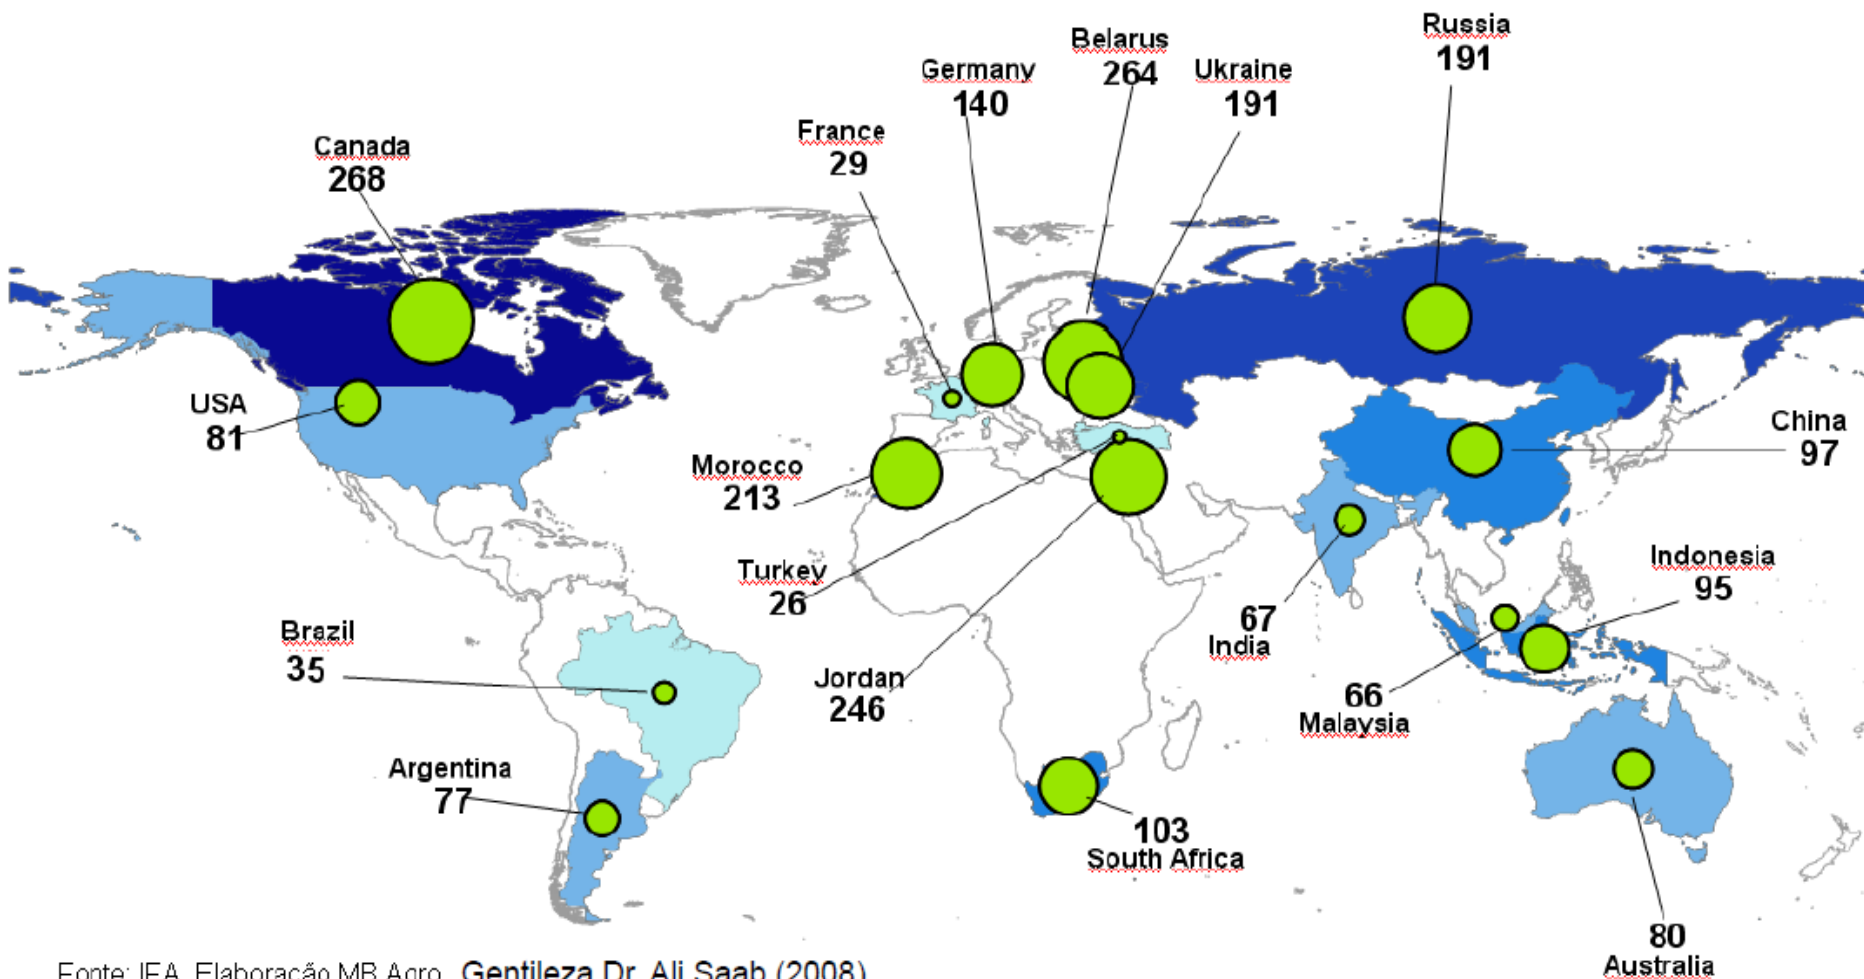 Russia
191
Belarus
264
Germany
140
Ukraine
191
France
29
Canada
268
USA
81
China
97
Morocco
213
Indonesia
95
Turkey
26
67
India
Brazil
35
Jordan
246
66
Malaysia
Argentina
77
103
South Africa
80
Australia
Fonte: IFA, Elaboração MB Agro Gentileza Dr. Ali Saab (2008)